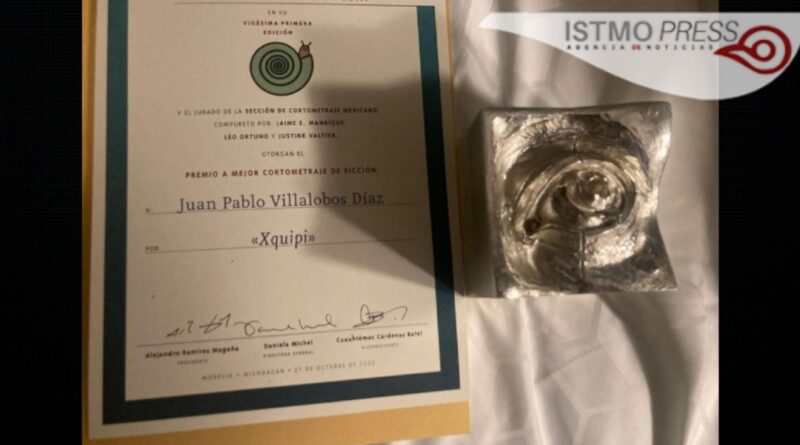 EN SU
VIGÉSIMA PRIMERA
EDICIÓN
Y EL JURADO DE LA SECCIÓN DE CORTOMETRAJE MEXICANO,
COMPUESTO POR: JAIME E. MANRIQUE,
LEO ORTUNO Y JUSTINE VALTIER,
OTORGAN EL
PREMIO A MEJOR CORTOMETRAJE DE FICCIÓN
A: Juan Pablo Villalobos Díaz
POR: «Xquipi»
Alejandro Ramírez Magaña
PRESIDENTE
Daniela Michel
DIRECTORA GENERAL
Cuauhtémoc Cárdenas Batel
VICEPRESIDENTE
MORELIA • MICHOACÁN • 27 DE OCTUBRE DE 2023
ISTMO PRESS
AGENCIA DE NOTICIAS